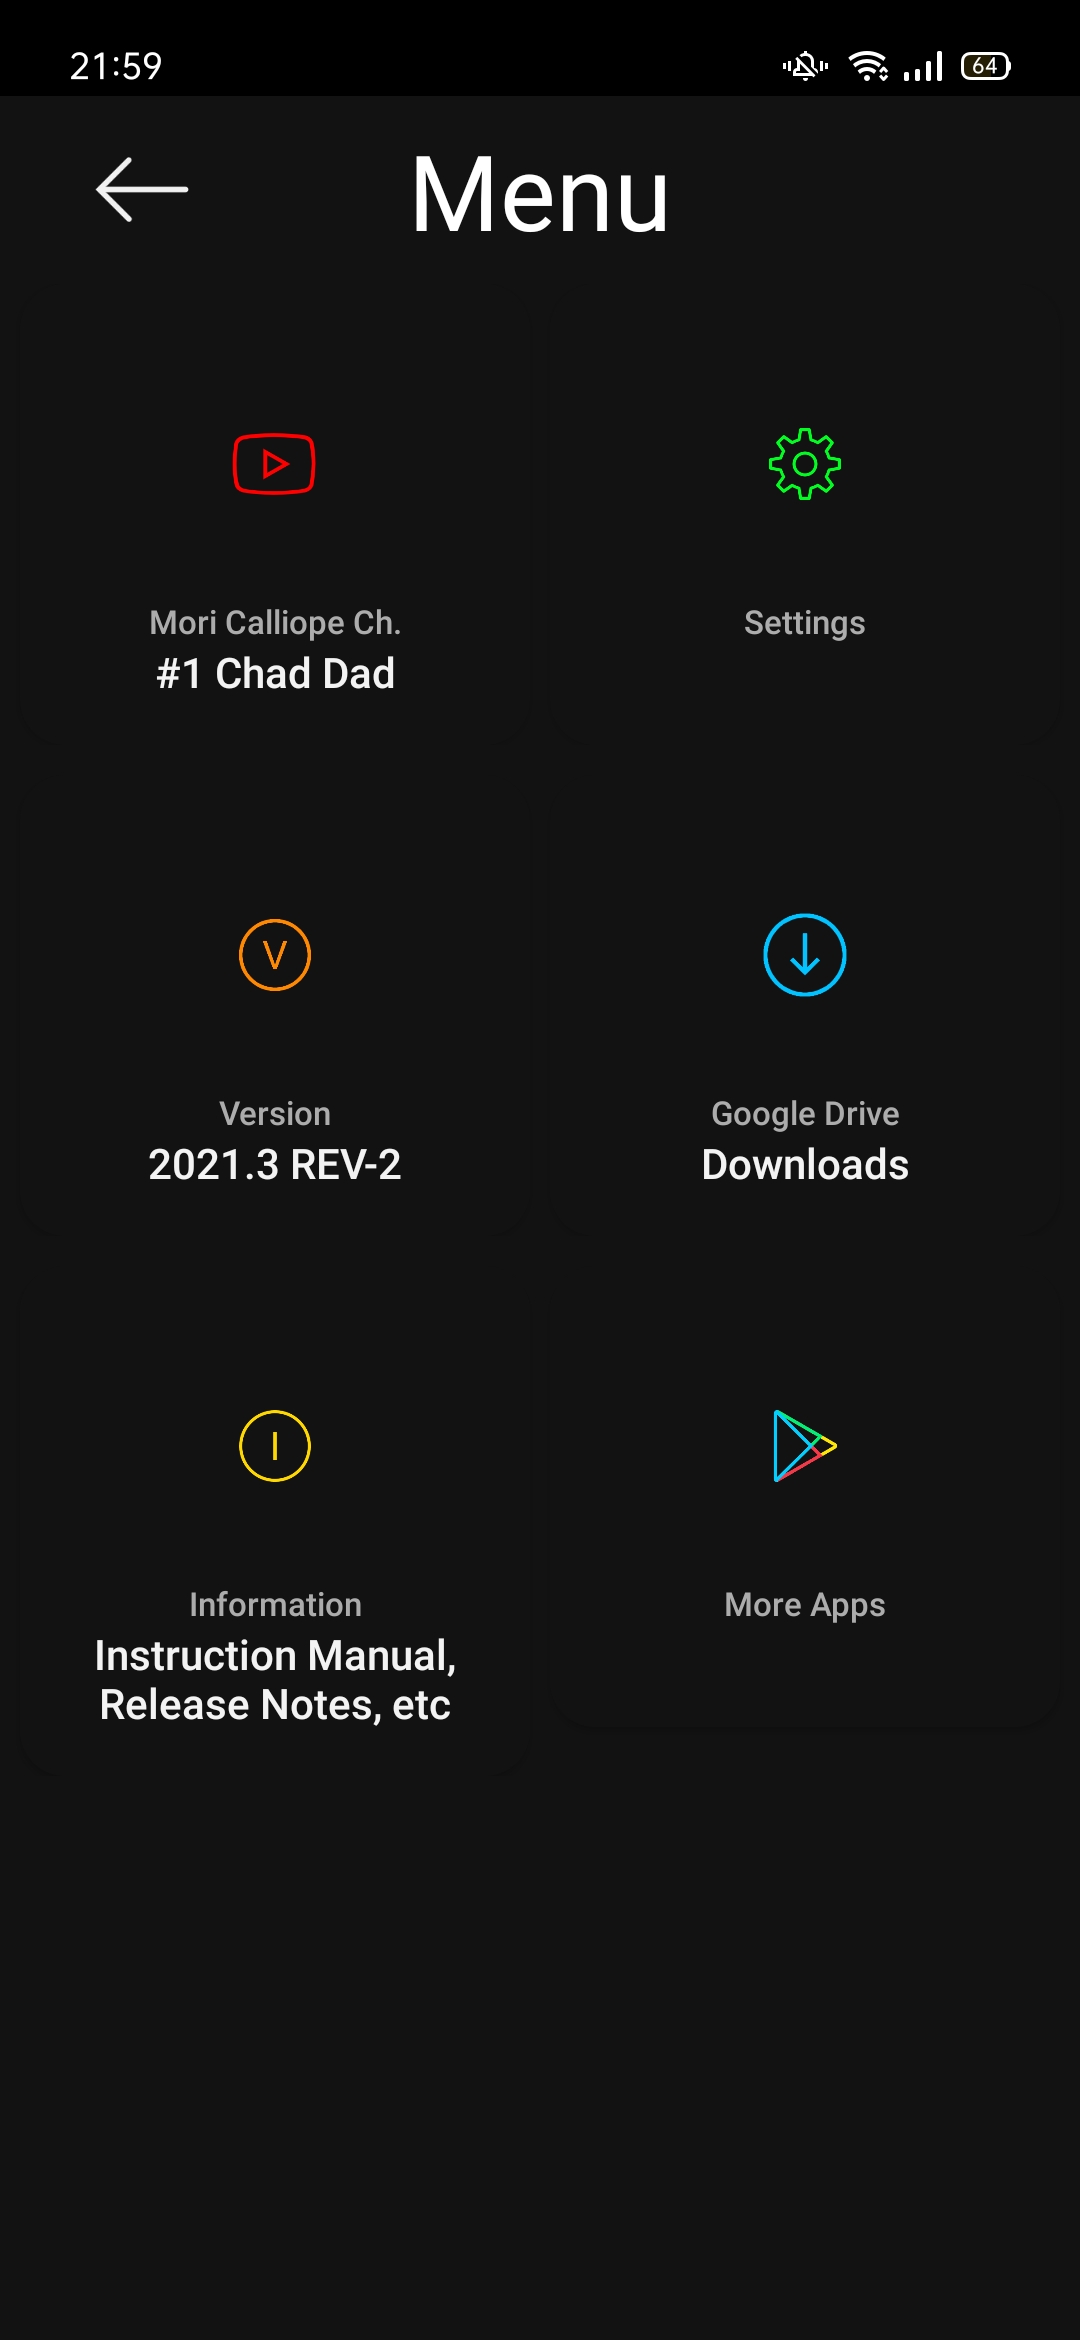 21:59
64
Menu
Mori Calliope Ch.
#1 Chad Dad
Settings
V
Version
2021.3 REV-2
Google Drive
Downloads
I
Information
Instruction Manual,
Release Notes, etc
More Apps